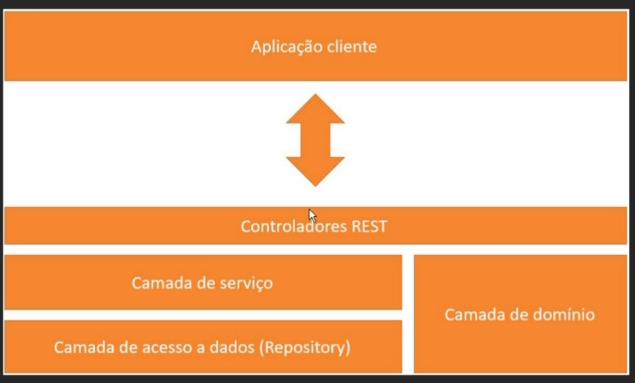 Aplicação cliente
Controladores REST
Camada de serviço
Camada de domínio
Camada de acesso a dados (Repository)